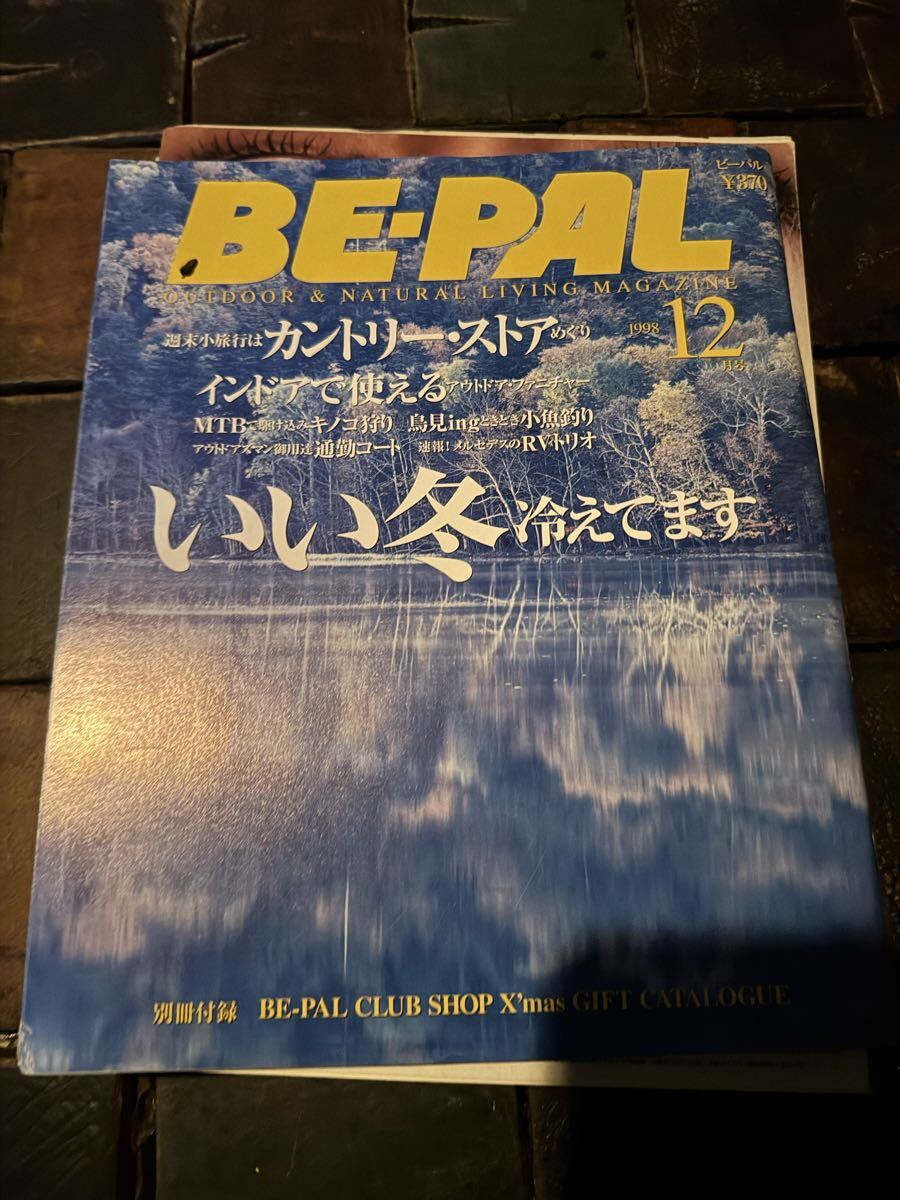 ビーパル
¥370
BE-PAL
OUTDOOR & NATURAL LIVING MAGAZINE
1998 12月号
週末小旅行はカントリー・ストアめぐり
インドアで使えるアウトドア・ファニチャー
MTBで駆け込みキノコ狩り 鳥見ingときどき小魚釣り
アウトドアズマン御用達通勤コート 速報!メルセデスのRVトリオ
いい冬冷えてます
別冊付録 BE-PAL CLUB SHOP X'mas GIFT CATALOGUE